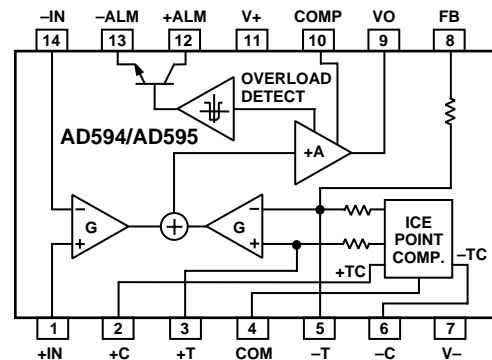 –IN –ALM +ALM V+ COMP VO FB
14 13 12 11 10 9 8
OVERLOAD
DETECT
AD594/AD595
+A
– –
G G
+ +
ICE
POINT
COMP.
+TC
–TC
1 2 3 4 5 6 7
+IN +C +T COM –T –C V–